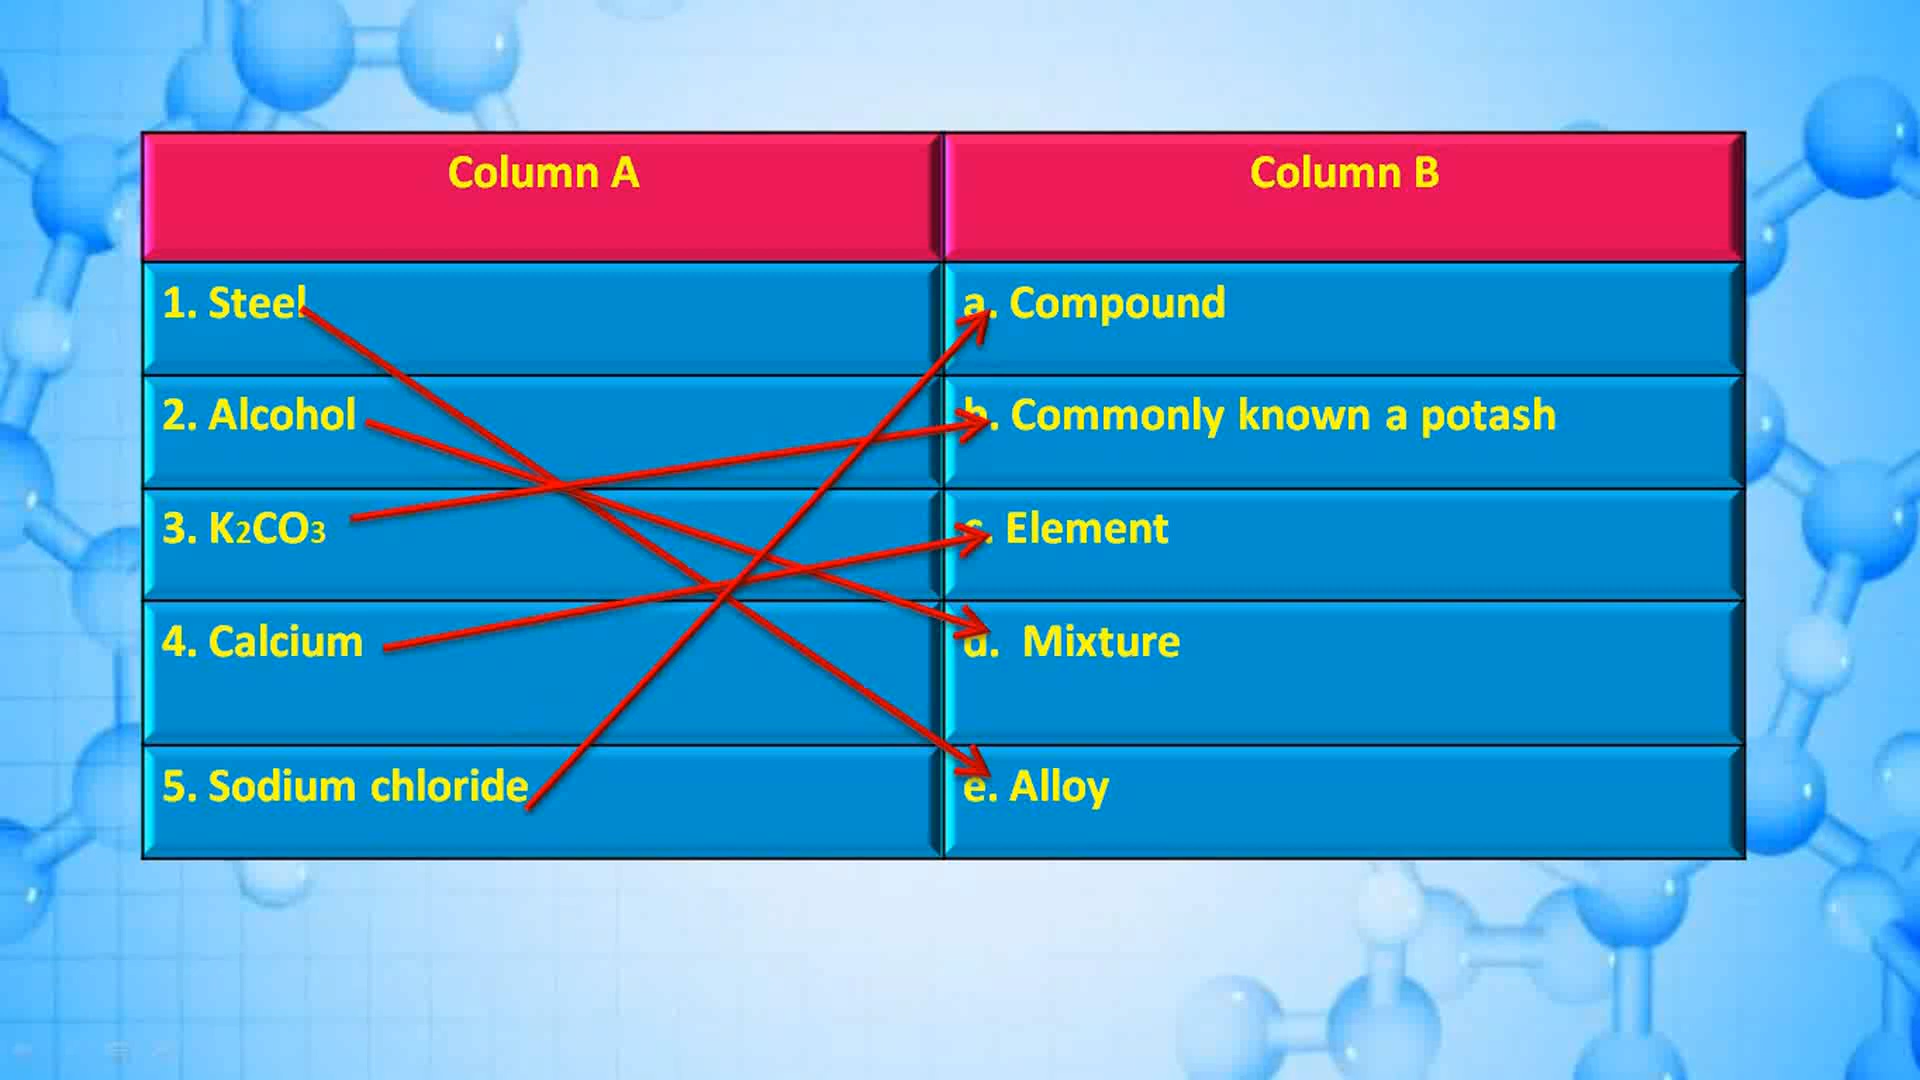 Column A
Column B
1. Steel
a. Compound
2. Alcohol
b. Commonly known a potash
3. K2CO3
c. Element
4. Calcium
d. Mixture
5. Sodium chloride
e. Alloy